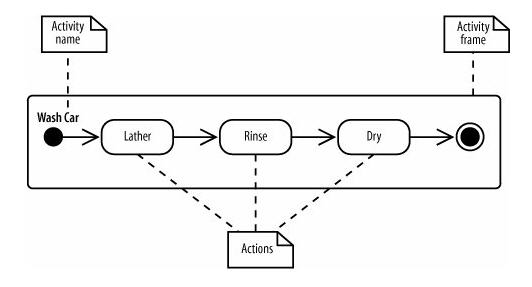 Activity
name
Activity
frame
Wash Car
Lather
Rinse
Dry
Actions